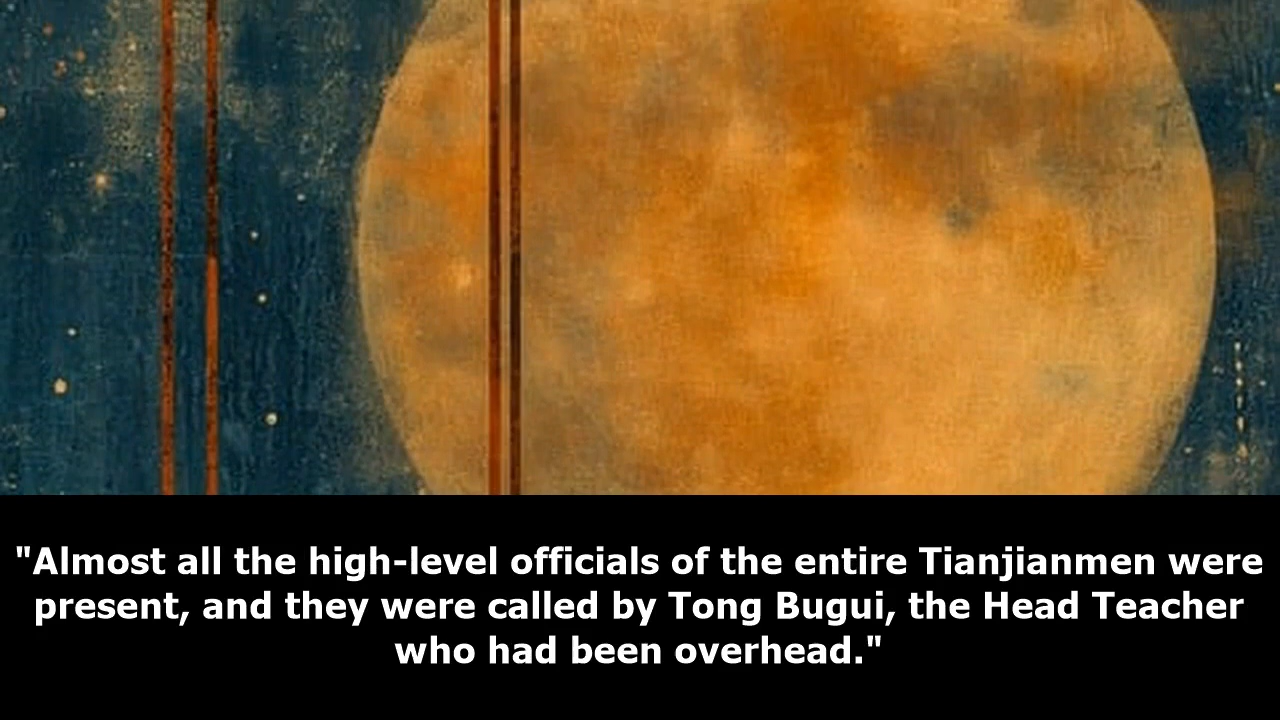 "Almost all the high-level officials of the entire Tianjianmen were
present, and they were called by Tong Bugui, the Head Teacher
who had been overhead."